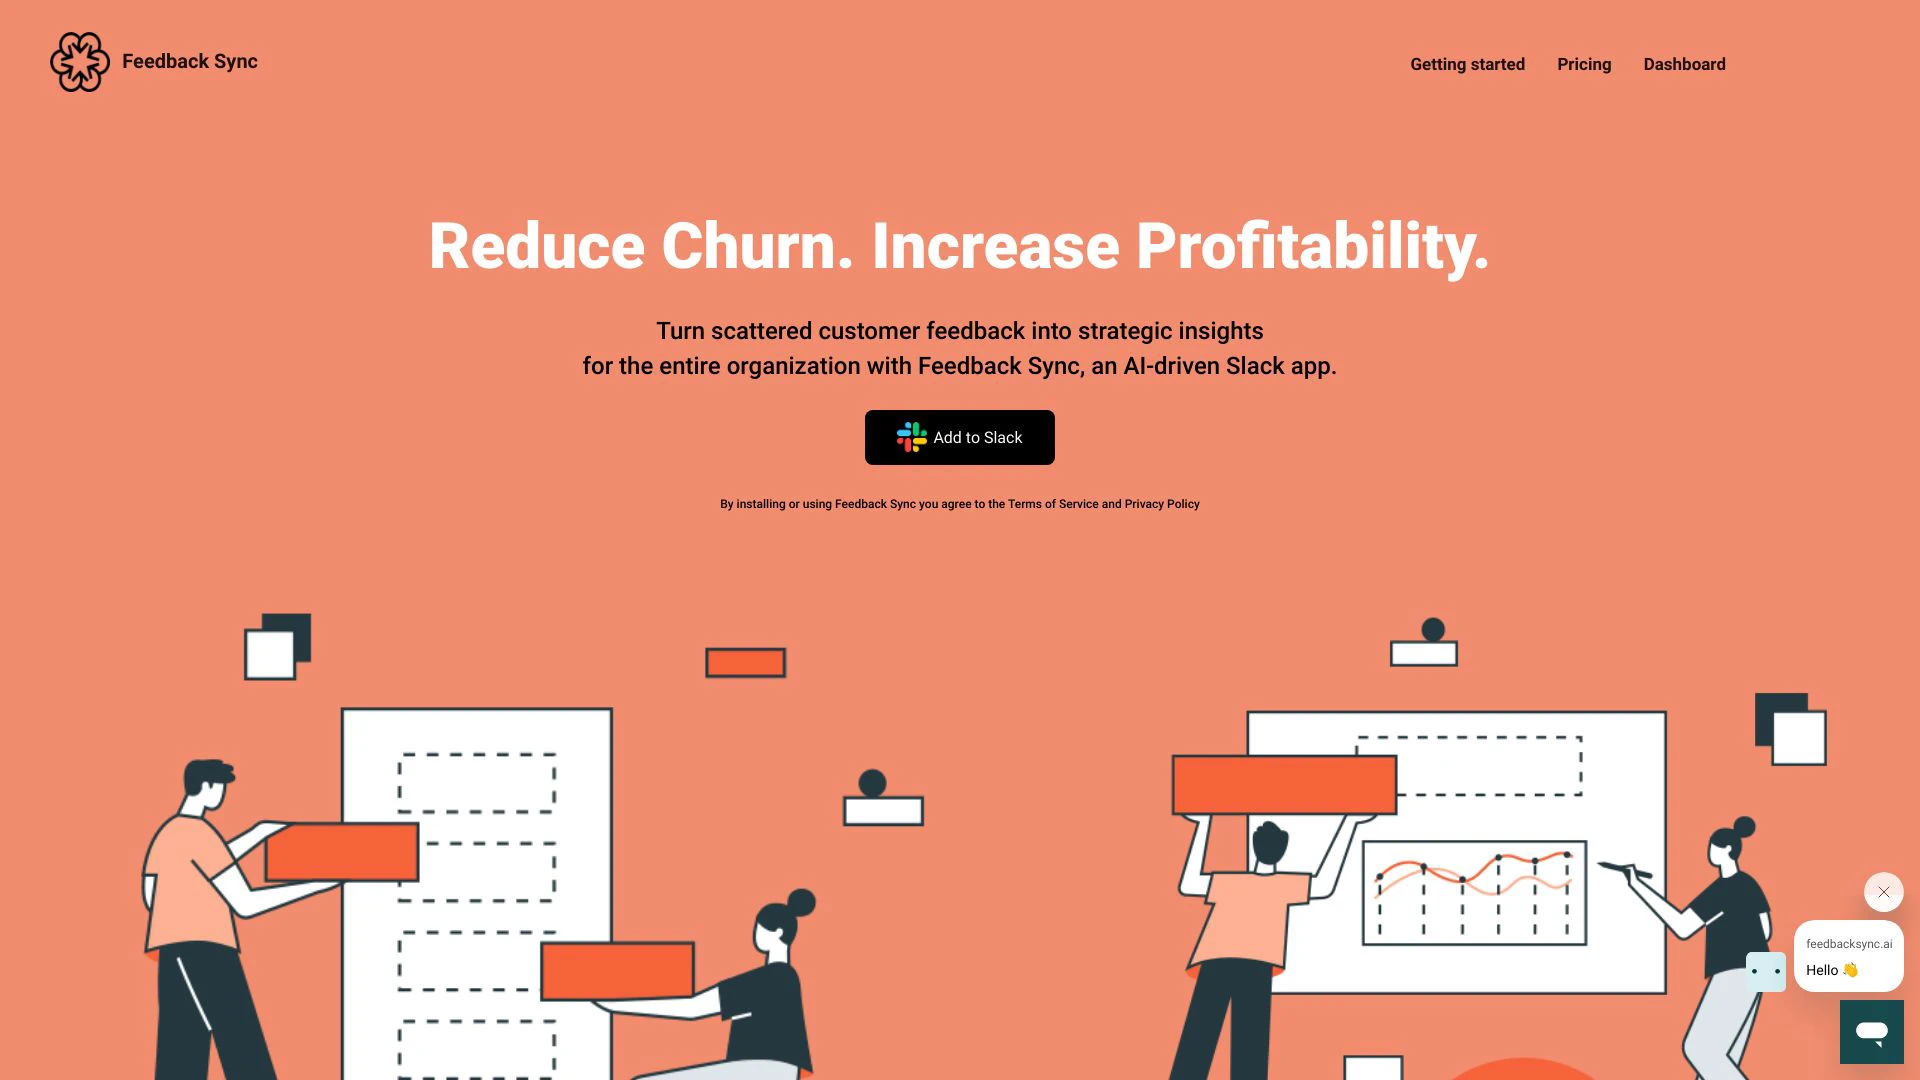 Feedback Sync
Getting started
Pricing
Dashboard
Reduce Churn. Increase Profitability.
Turn scattered customer feedback into strategic insights
for the entire organization with Feedback Sync, an AI-driven Slack app.
Add to Slack
By installing or using Feedback Sync you agree to the Terms of Service and Privacy Policy
feedbacksync.ai
Hello 👋